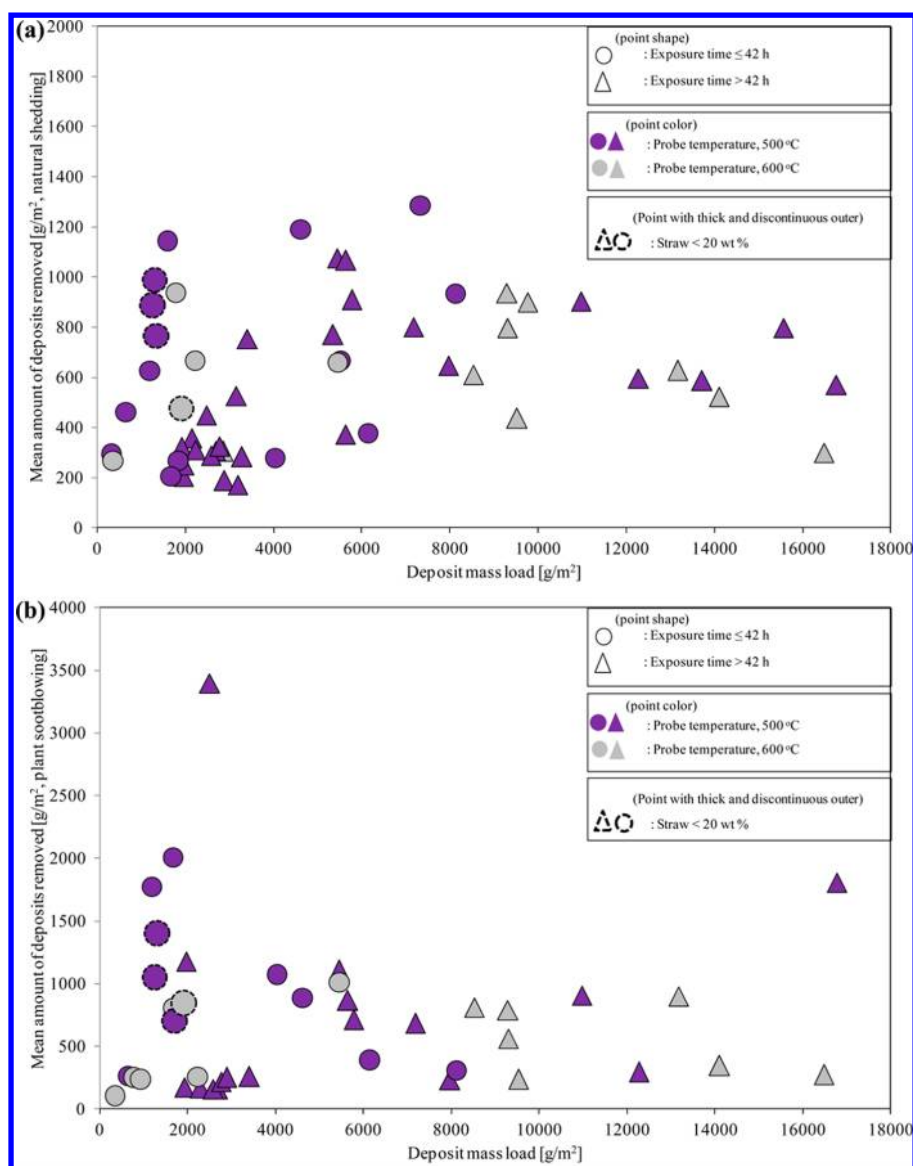 (a)
2000
1800
1600
1400
1200
1000
800
600
400
200
0
Mean amount of deposits removed [g/m², natural shedding]
(point shape)
: Exposure time ≤ 42 h
: Exposure time > 42 h
(point color)
: Probe temperature, 500 °C
: Probe temperature, 600 °C
(Point with thick and discontinuous outer)
: Straw < 20 wt %
0 2000 4000 6000 8000 10000 12000 14000 16000 18000
Deposit mass load [g/m²]
(b)
4000
3500
3000
2500
2000
1500
1000
500
0
Mean amount of deposits removed [g/m², plant sootblowing]
(point shape)
: Exposure time ≤ 42 h
: Exposure time > 42 h
(point color)
: Probe temperature, 500 °C
: Probe temperature, 600 °C
(Point with thick and discontinuous outer)
: Straw < 20 wt %
0 2000 4000 6000 8000 10000 12000 14000 16000 18000
Deposit mass load [g/m²]